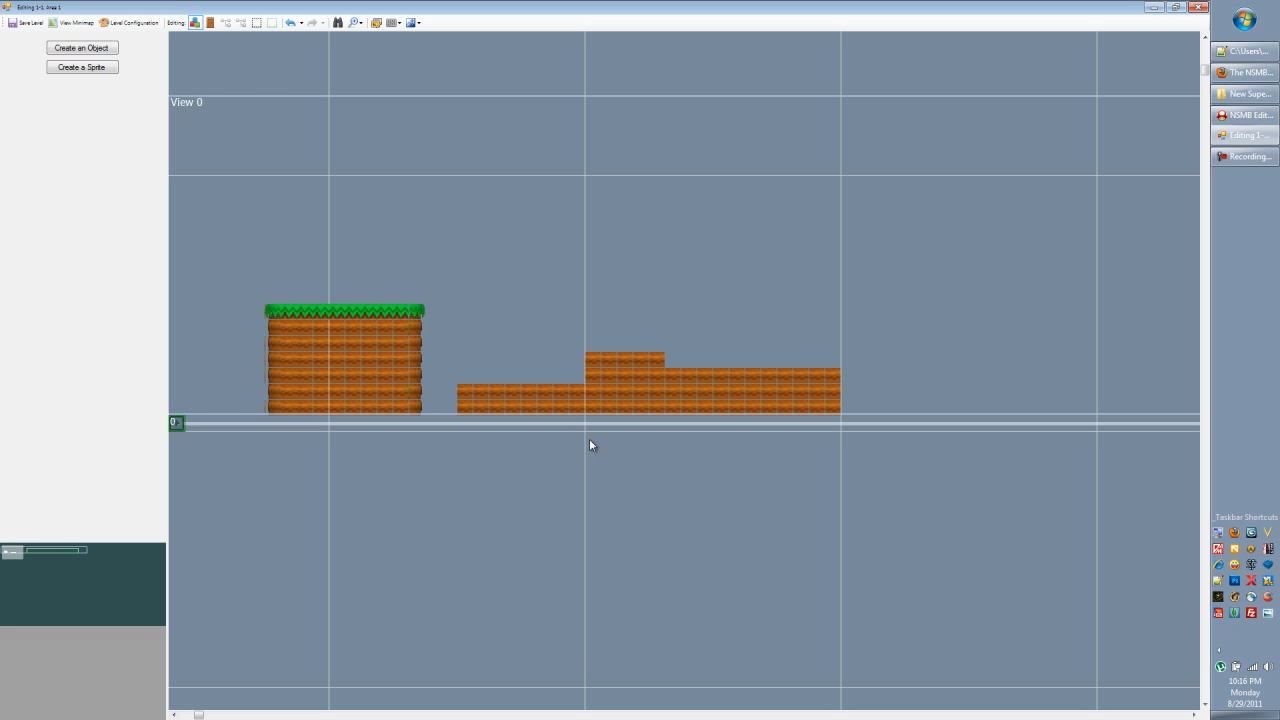 Editing 1-1, Area 1
Save Level View Minimap Level Configuration Editing:
Create an Object
Create a Sprite
View 0
0
C:\Users\...
The NSMB...
New Supe...
NSMB Edit...
Editing 1-...
Recording...
_Taskbar Shortcuts
10:16 PM
Monday
8/29/2011